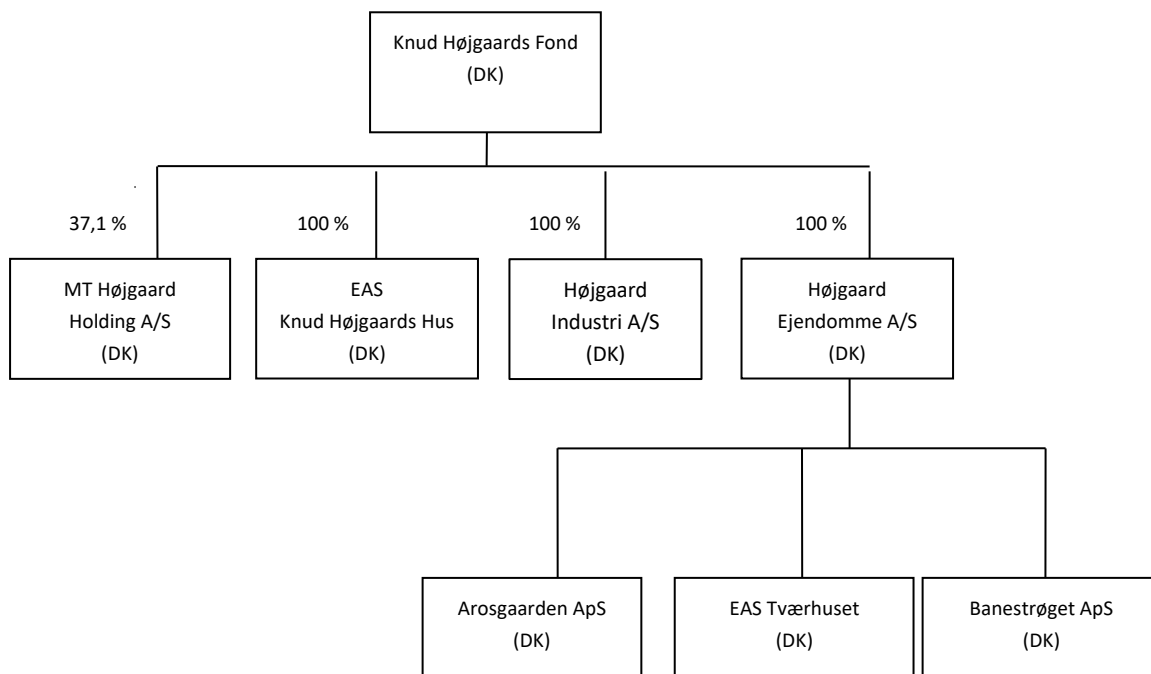 Knud Højgaards Fond
(DK)
37,1 %
100 %
100 %
100 %
MT Højgaard
Holding A/S
(DK)
EAS
Knud Højgaards Hus
(DK)
Højgaard
Industri A/S
(DK)
Højgaard
Ejendomme A/S
(DK)
Arosgaarden ApS
(DK)
EAS Tværhuset
(DK)
Banestrøget ApS
(DK)